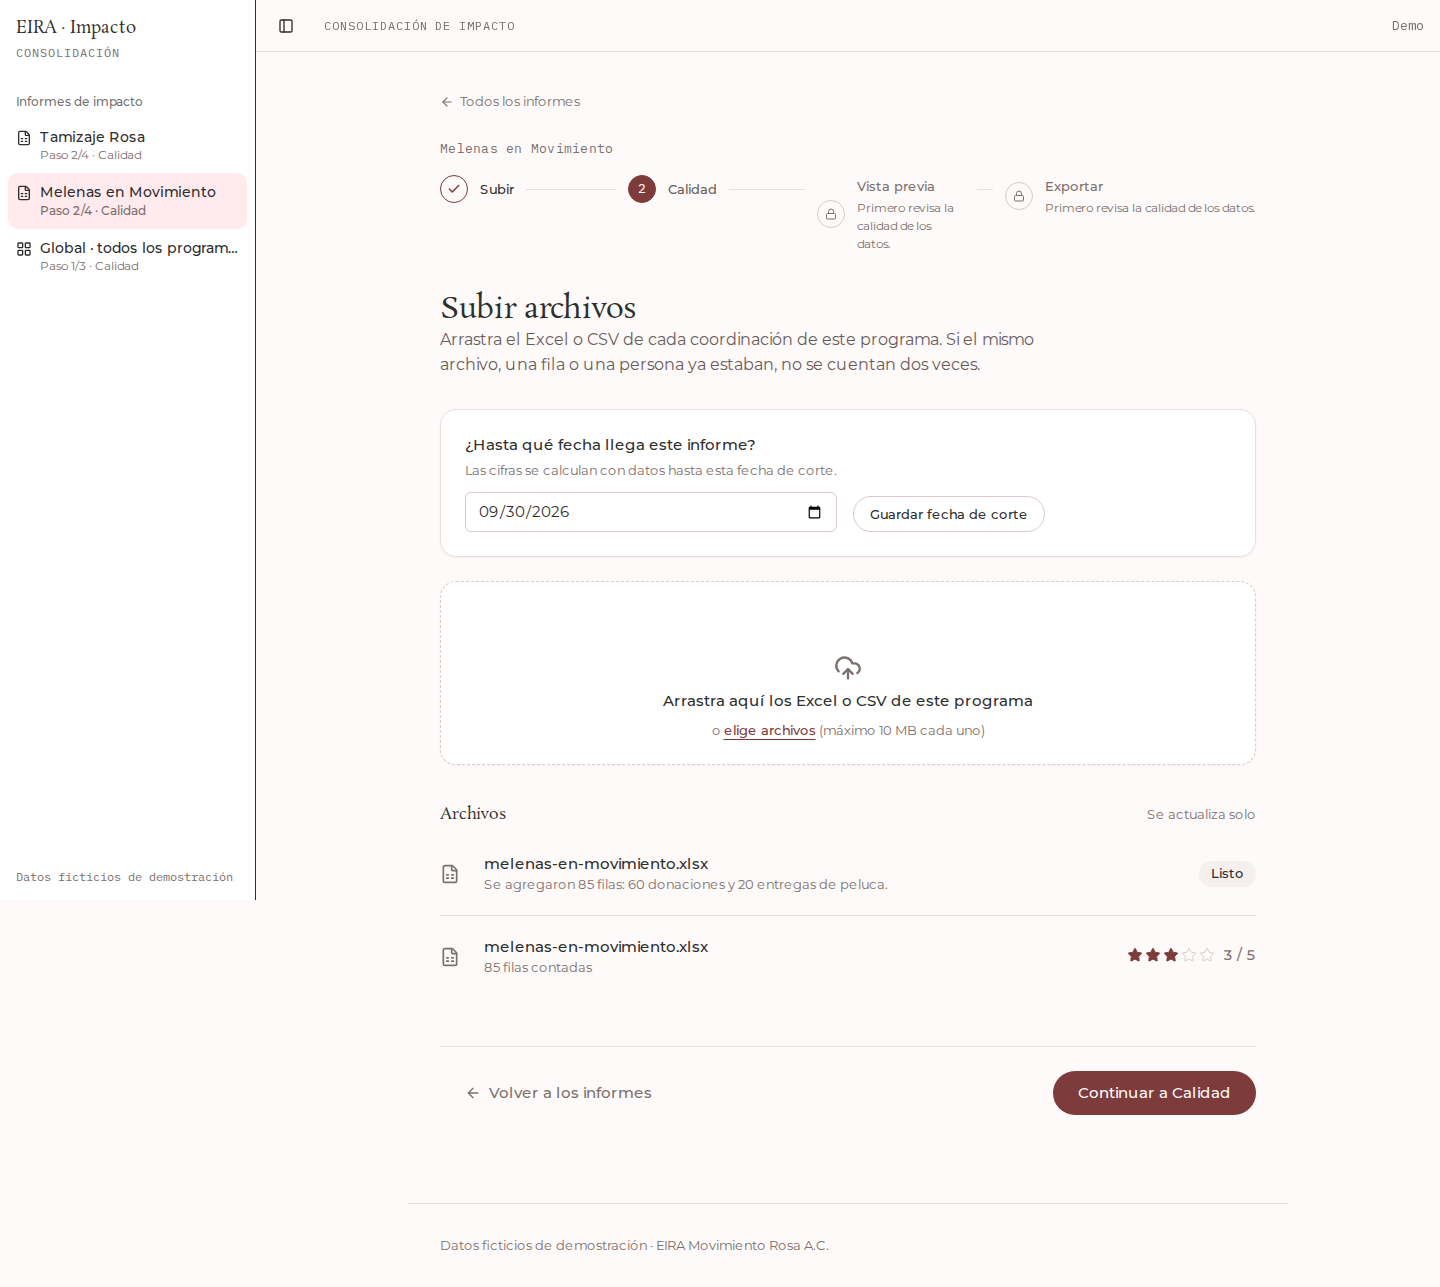 EIRA · Impacto
CONSOLIDACIÓN
Informes de impacto
Tamizaje Rosa
Paso 2/4 · Calidad
Melenas en Movimiento
Paso 2/4 · Calidad
Global · todos los program...
Paso 1/3 · Calidad
Datos ficticios de demostración
CONSOLIDACIÓN DE IMPACTO
Demo
Todos los informes
Melenas en Movimiento
Subir
2
Calidad
Vista previa
Primero revisa la
calidad de los
datos.
Exportar
Primero revisa la calidad de los datos.
Subir archivos
Arrastra el Excel o CSV de cada coordinación de este programa. Si el mismo
archivo, una fila o una persona ya estaban, no se cuentan dos veces.
¿Hasta qué fecha llega este informe?
Las cifras se calculan con datos hasta esta fecha de corte.
09/30/2026
Guardar fecha de corte
Arrastra aquí los Excel o CSV de este programa
o elige archivos (máximo 10 MB cada uno)
Archivos
Se actualiza solo
melenas-en-movimiento.xlsx
Se agregaron 85 filas: 60 donaciones y 20 entregas de peluca.
Listo
melenas-en-movimiento.xlsx
85 filas contadas
3 / 5
Volver a los informes
Continuar a Calidad
Datos ficticios de demostración · EIRA Movimiento Rosa A.C.